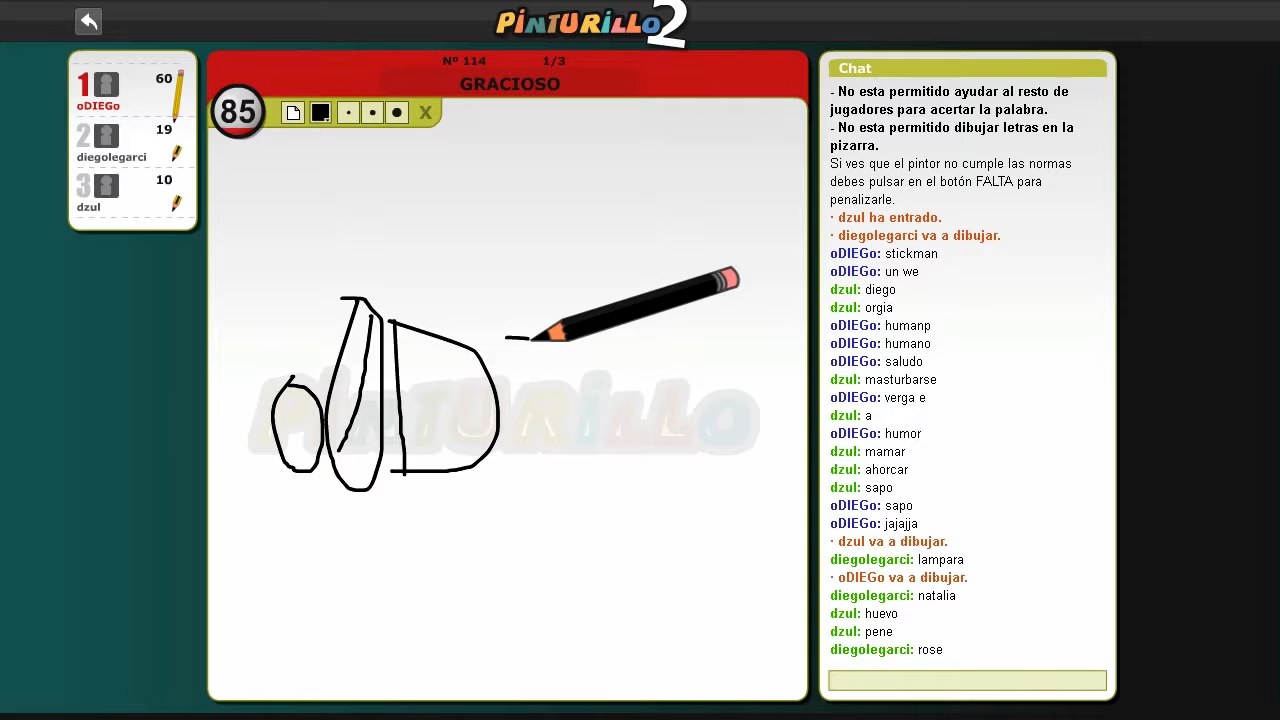 PINTURILLO 2
1
60
oDIEGo
2
19
diegolegarci
3
10
dzul
Nº 114
1/3
GRACIOSO
85
X
PINTURILLO
Chat
- No esta permitido ayudar al resto de
jugadores para acertar la palabra.
- No esta permitido dibujar letras en la
pizarra.
Si ves que el pintor no cumple las normas
debes pulsar en el botón FALTA para
penalizarle.
· dzul ha entrado.
· diegolegarci va a dibujar.
oDIEGo: stickman
oDIEGo: un we
dzul: diego
dzul: orgia
oDIEGo: humanp
oDIEGo: humano
oDIEGo: saludo
dzul: masturbarse
oDIEGo: verga e
dzul: a
oDIEGo: humor
dzul: mamar
dzul: ahorcar
dzul: sapo
oDIEGo: sapo
oDIEGo: jajajja
· dzul va a dibujar.
diegolegarci: lampara
· oDIEGo va a dibujar.
diegolegarci: natalia
dzul: huevo
dzul: pene
diegolegarci: rose